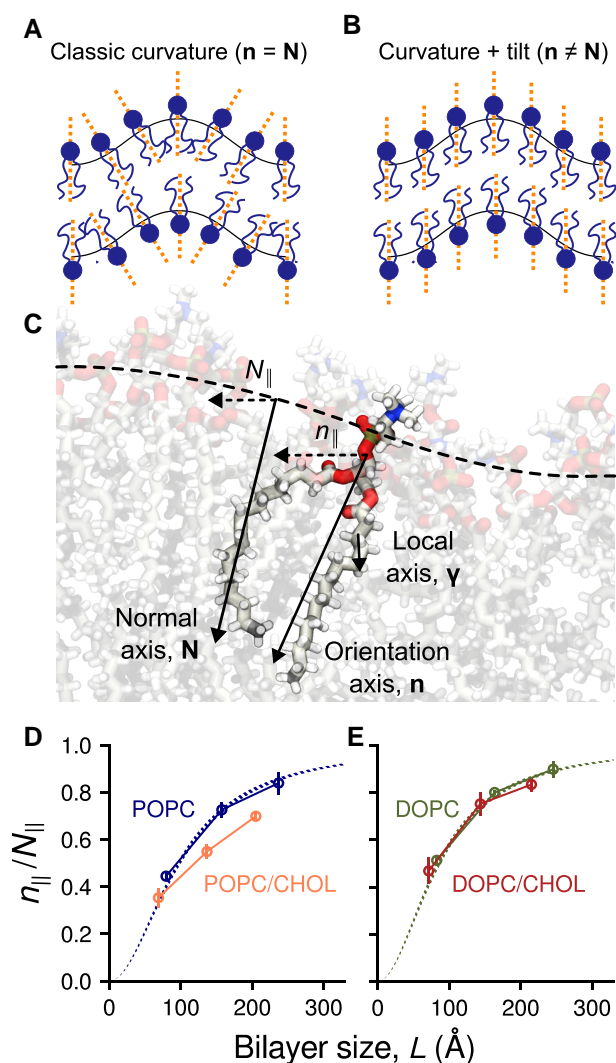 A
Classic curvature (n = N)
B
Curvature + tilt (n ≠ N)
C
N∥
n∥
Local
axis, γ
Normal
axis, N
Orientation
axis, n
D
E
1.0
0.8
0.6
0.4
0.2
0.0
n∥/N∥
POPC
POPC/CHOL
DOPC
DOPC/CHOL
0 100 200 300
0 100 200 300
Bilayer size, L (Å)